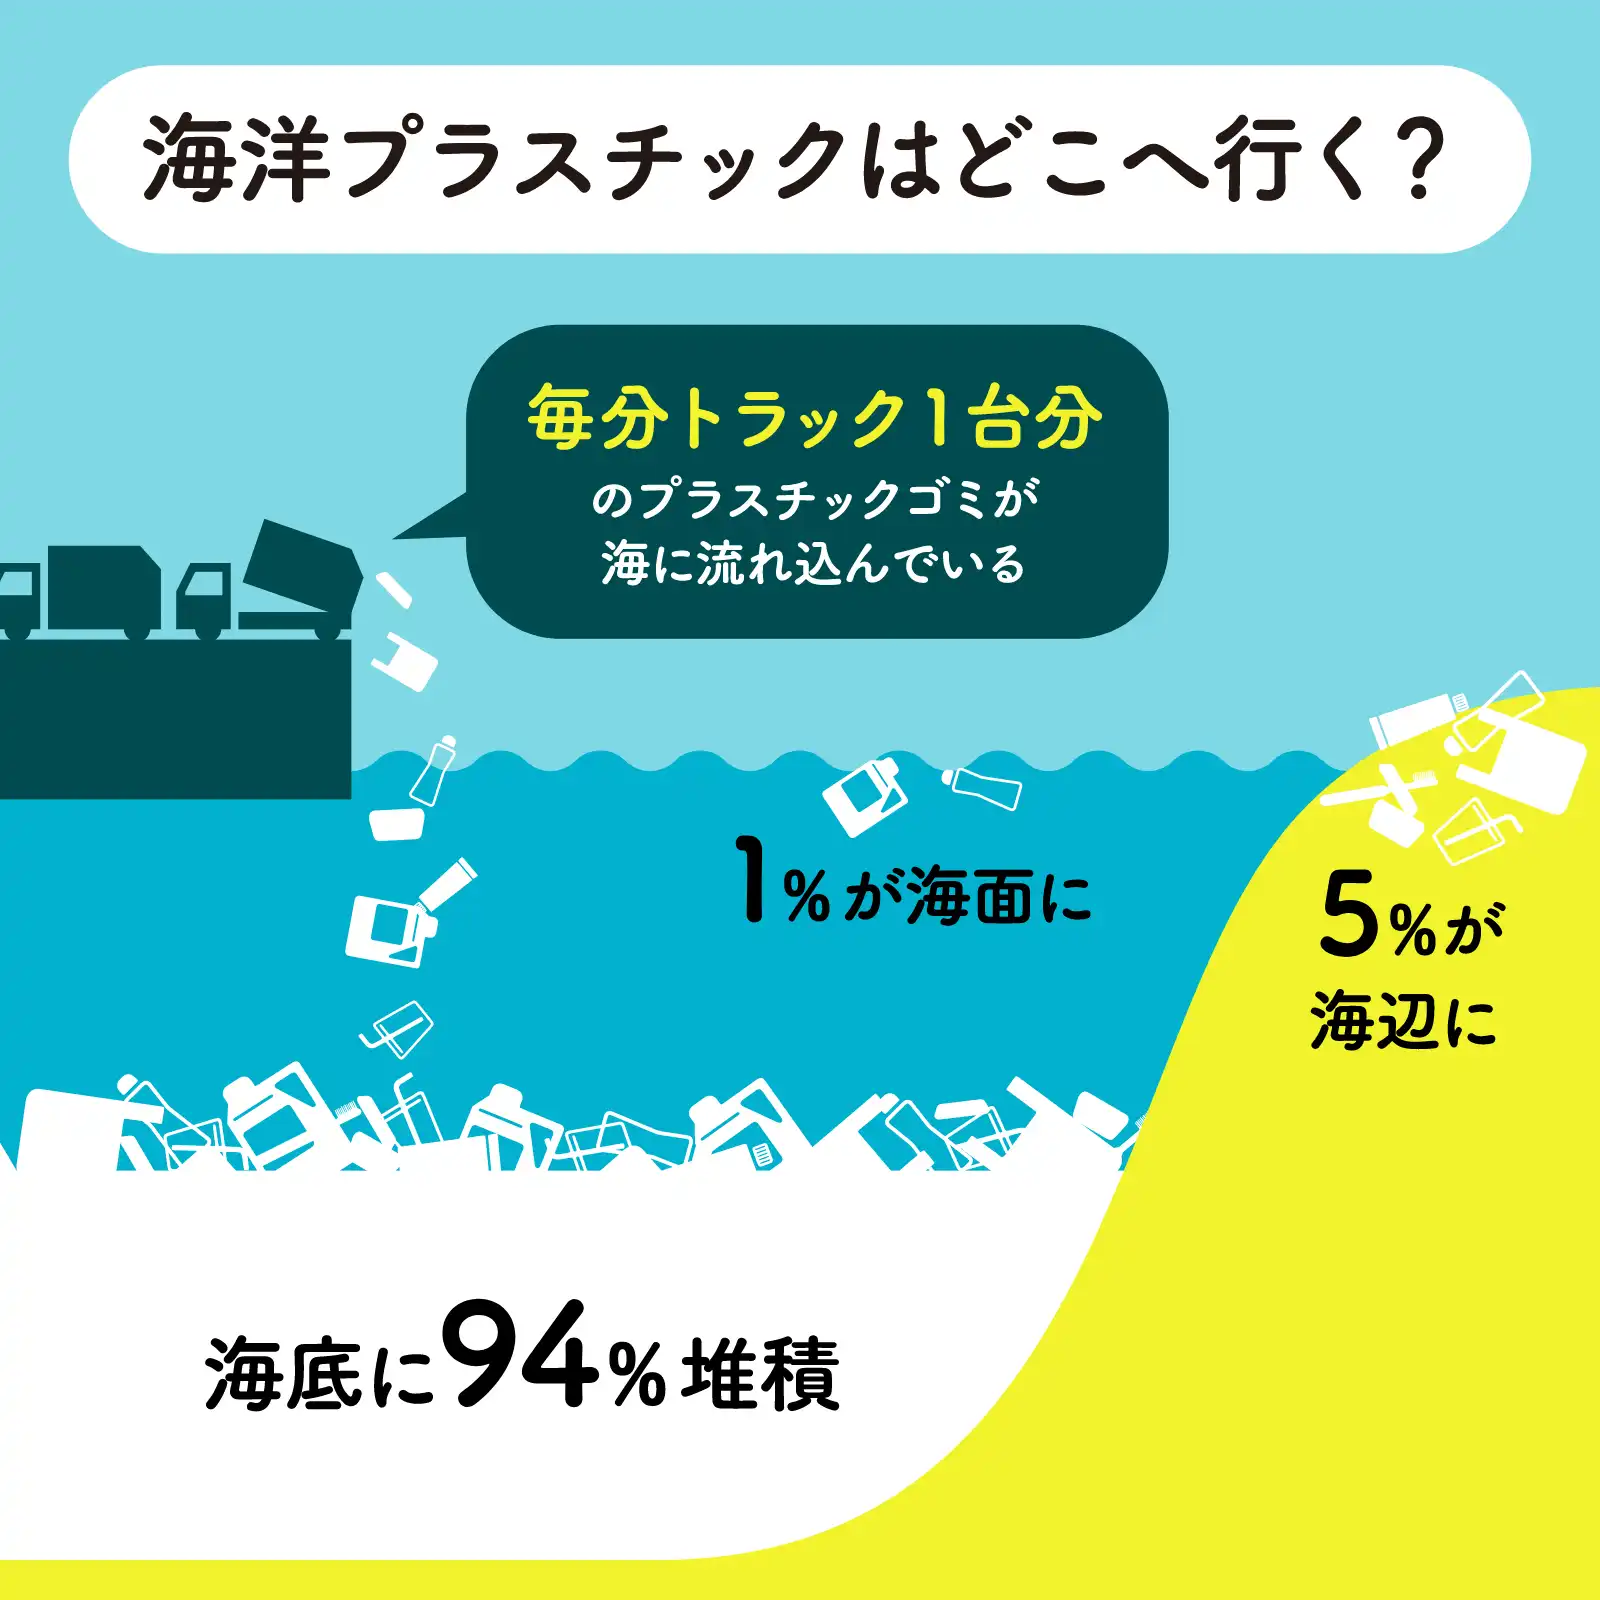 海洋プラスチックはどこへ行く?
毎分トラック1台分
のプラスチックゴミが
海に流れ込んでいる
1%が海面に
5%が
海辺に
海底に94%堆積